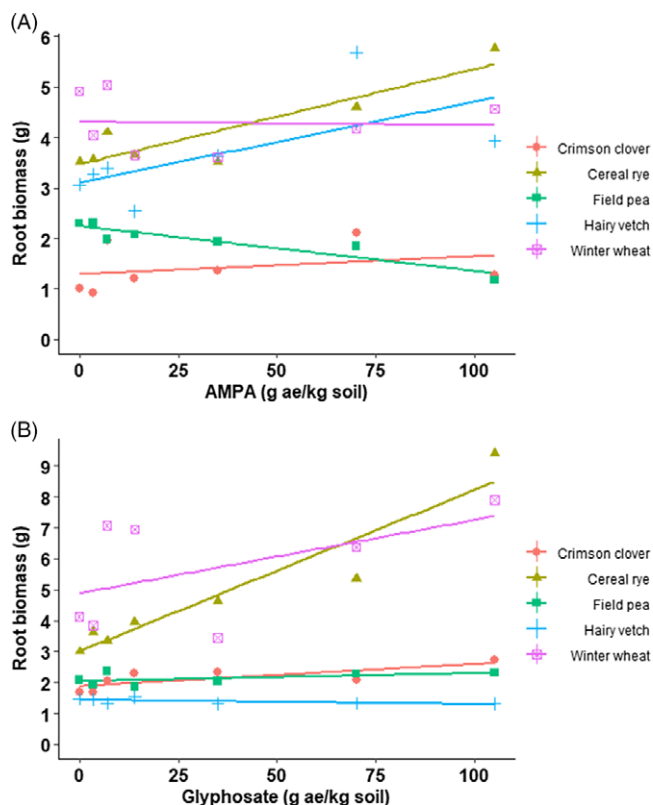 (A)
Root biomass (g)
6
5
4
3
2
1
0
0 25 50 75 100
AMPA (g ae/kg soil)
Crimson clover
Cereal rye
Field pea
Hairy vetch
Winter wheat
(B)
Root biomass (g)
9
8
7
6
5
4
3
2
1
0
0 25 50 75 100
Glyphosate (g ae/kg soil)
Crimson clover
Cereal rye
Field pea
Hairy vetch
Winter wheat